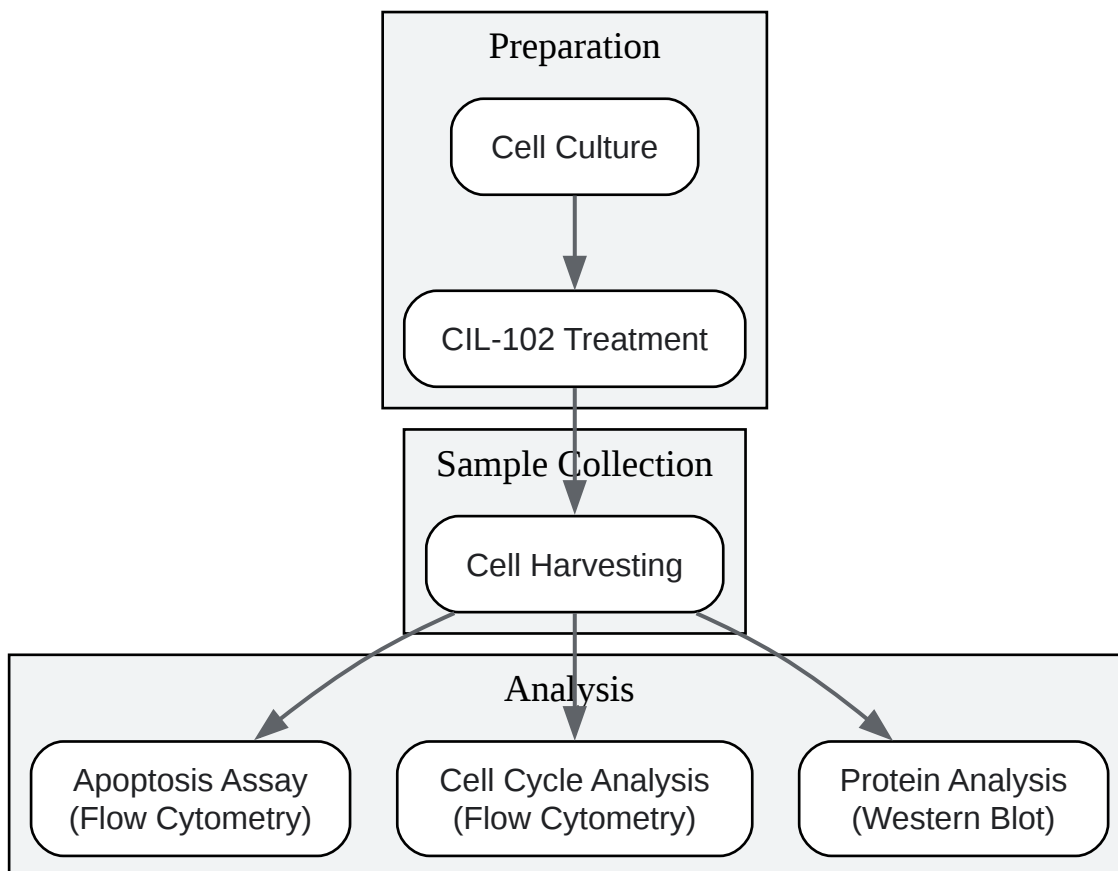 Preparation
Cell Culture
CIL-102 Treatment
Sample Collection
Cell Harvesting
Analysis
Apoptosis Assay
(Flow Cytometry)
Cell Cycle Analysis
(Flow Cytometry)
Protein Analysis
(Western Blot)